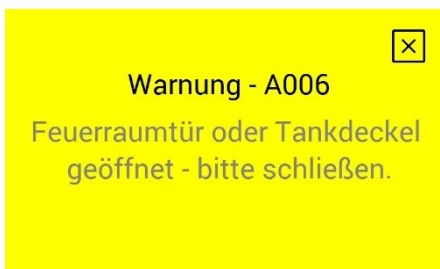 Warnung - A006
Feuerraumtür oder Tankdeckel
geöffnet - bitte schließen.